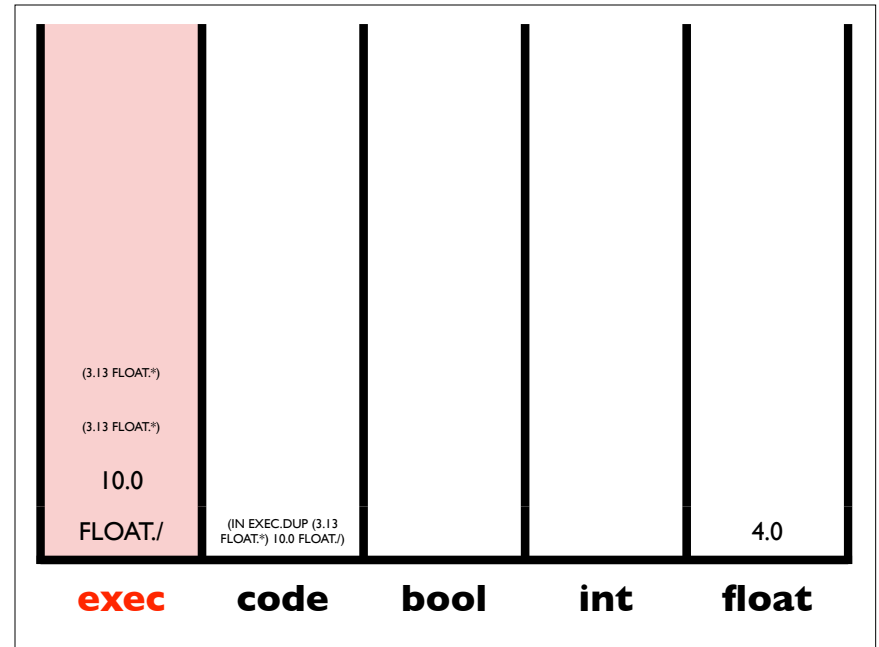 (3.13 FLOAT.*)
(3.13 FLOAT.*)
10.0
FLOAT./
(IN EXEC.DUP (3.13
FLOAT.*) 10.0 FLOAT./)
4.0
exec code bool int float